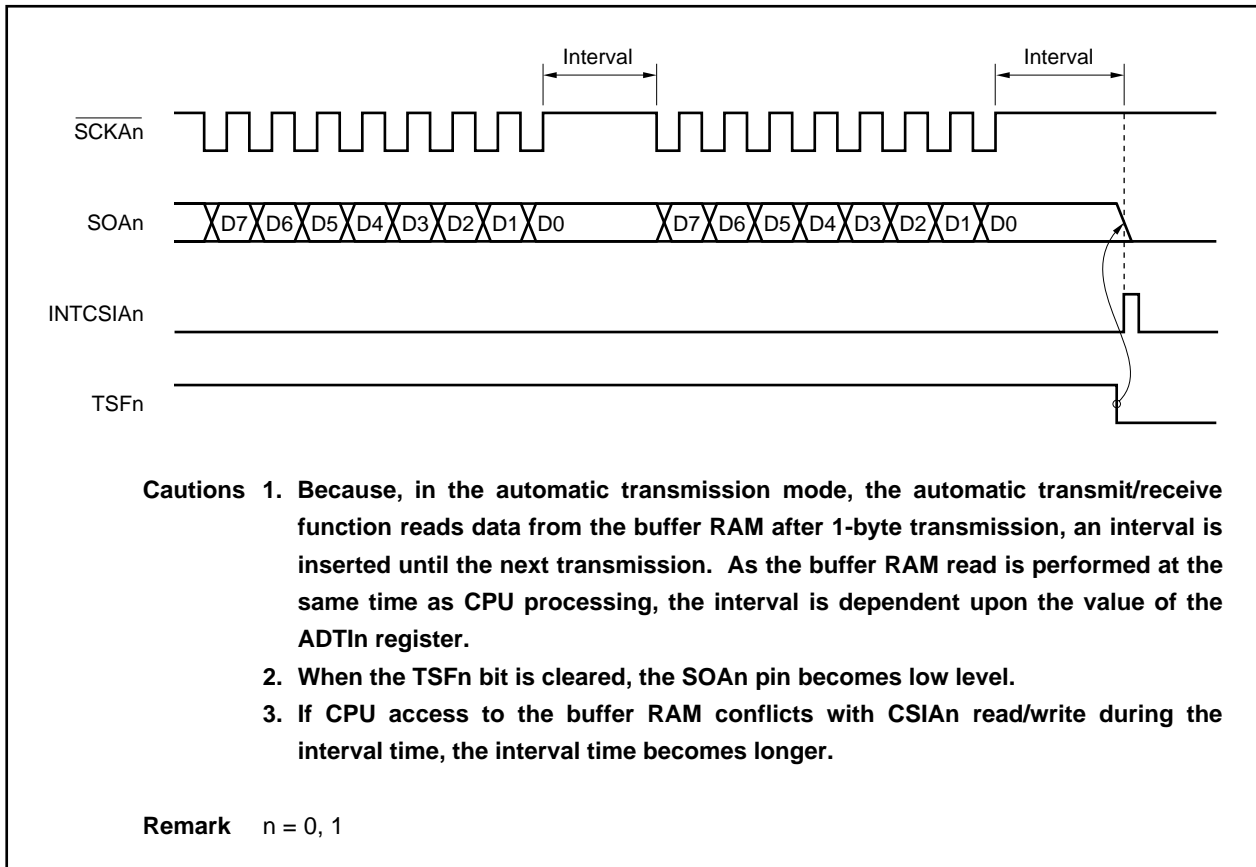 Interval Interval
SCKAn
SOAn D7 D6 D5 D4 D3 D2 D1 D0 D7 D6 D5 D4 D3 D2 D1 D0
INTCSIAn
TSFn
Cautions 1. Because, in the automatic transmission mode, the automatic transmit/receive
function reads data from the buffer RAM after 1-byte transmission, an interval is
inserted until the next transmission. As the buffer RAM read is performed at the
same time as CPU processing, the interval is dependent upon the value of the
ADTIn register.
2. When the TSFn bit is cleared, the SOAn pin becomes low level.
3. If CPU access to the buffer RAM conflicts with CSIAn read/write during the
interval time, the interval time becomes longer.
Remark n = 0, 1